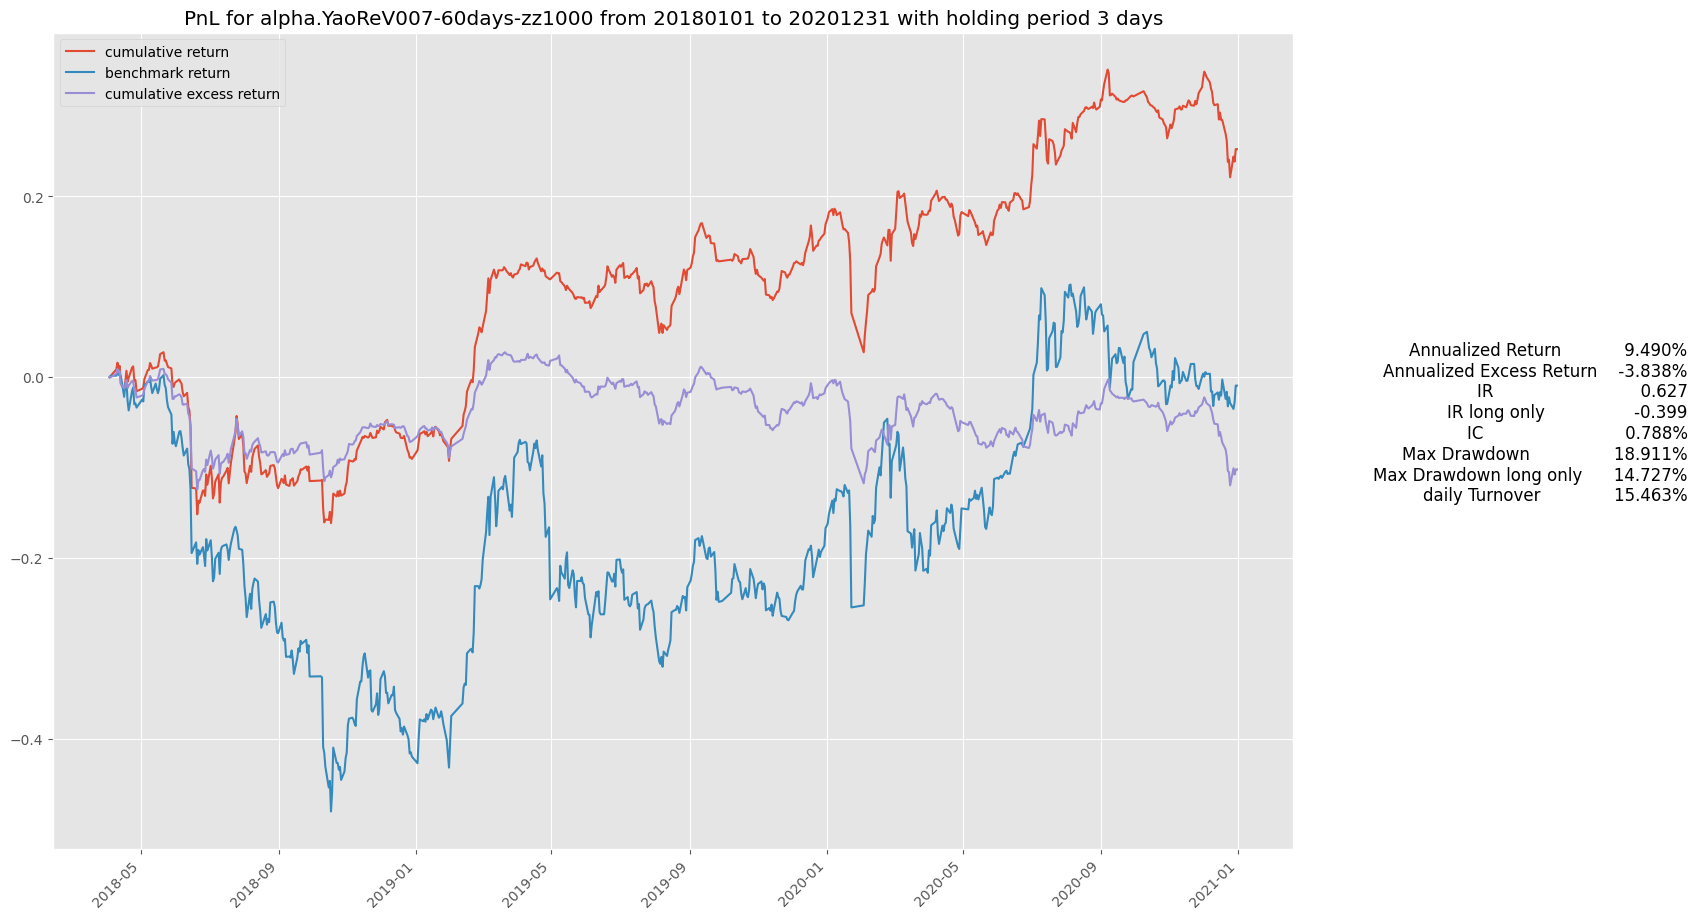 PnL for alpha.YaoReV007-60days-zz1000 from 20180101 to 20201231 with holding period 3 days
cumulative return
benchmark return
cumulative excess return
0.2
0.0
−0.2
−0.4
2018-05
2018-09
2019-01
2019-05
2019-09
2020-01
2020-05
2020-09
2021-01
Annualized Return 9.490%
Annualized Excess Return -3.838%
IR 0.627
IR long only -0.399
IC 0.788%
Max Drawdown 18.911%
Max Drawdown long only 14.727%
daily Turnover 15.463%